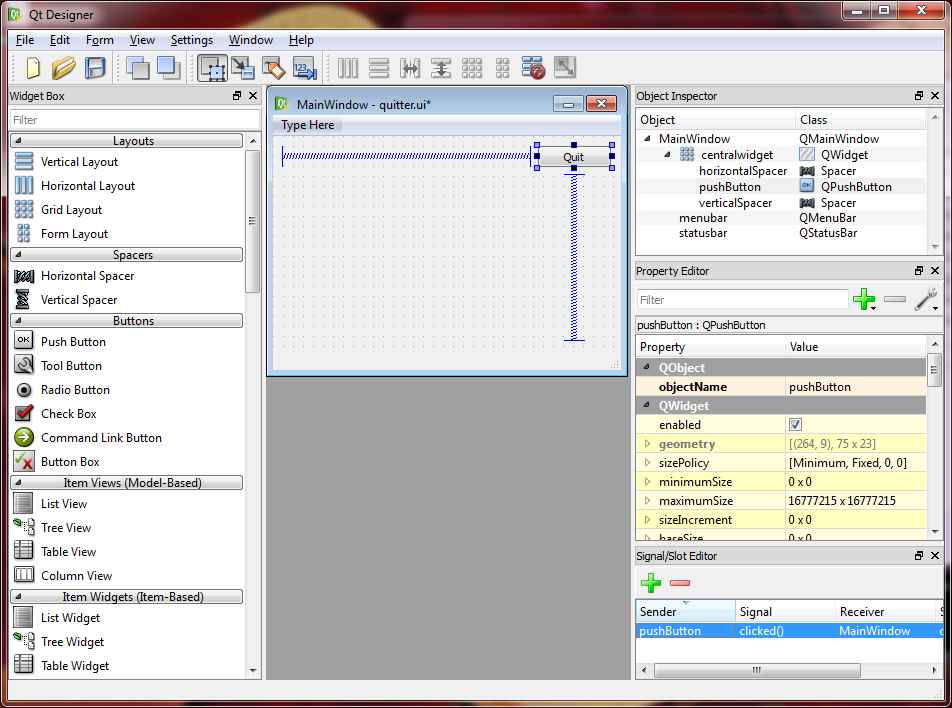 Qt Designer
File Edit Form View Settings Window Help
Widget Box
Filter
Layouts
Vertical Layout
Horizontal Layout
Grid Layout
Form Layout
Spacers
Horizontal Spacer
Vertical Spacer
Buttons
OK Push Button
Tool Button
Radio Button
Check Box
Command Link Button
Button Box
Item Views (Model-Based)
List View
Tree View
Table View
Column View
Item Widgets (Item-Based)
List Widget
Tree Widget
Table Widget
MainWindow - quitter.ui*
Type Here
Quit
Object Inspector
Object Class
MainWindow QMainWindow
centralwidget QWidget
horizontalSpacer Spacer
pushButton QPushButton
verticalSpacer Spacer
menubar QMenuBar
statusbar QStatusBar
Property Editor
Filter
pushButton : QPushButton
Property Value
QObject
objectName pushButton
QWidget
enabled
geometry [(264, 9), 75 x 23]
sizePolicy [Minimum, Fixed, 0, 0]
minimumSize 0 x 0
maximumSize 16777215 x 16777215
sizeIncrement 0 x 0
baseSize 0 x 0
Signal/Slot Editor
Sender Signal Receiver
pushButton clicked() MainWindow